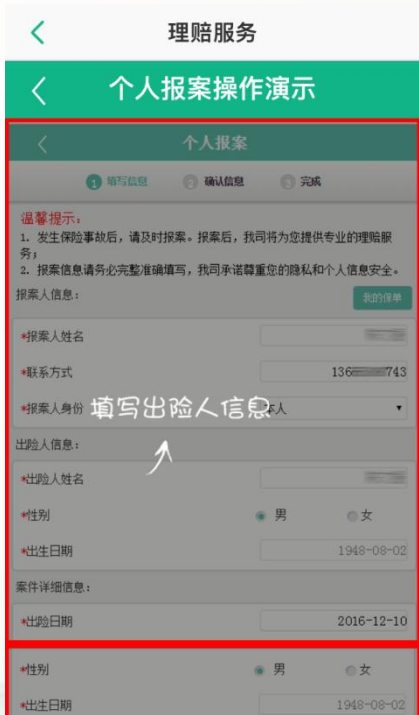 理赔服务
个人报案操作演示
个人报案
1 填写信息 2 确认信息 3 完成
温馨提示:
1. 发生保险事故后，请及时报案。报案后，我司将为您提供专业的理赔服
务;
2. 报案信息请务必完整准确填写，我司承诺尊重您的隐私和个人信息安全。
报案人信息: 我的保单
*报案人姓名
*联系方式 136 743
*报案人身份 本人
填写出险人信息
出险人信息:
*出险人姓名
*性别 男 女
*出生日期 1948-08-02
案件详细信息:
*出险日期 2016-12-10
*性别 男 女
*出生日期 1948-08-02